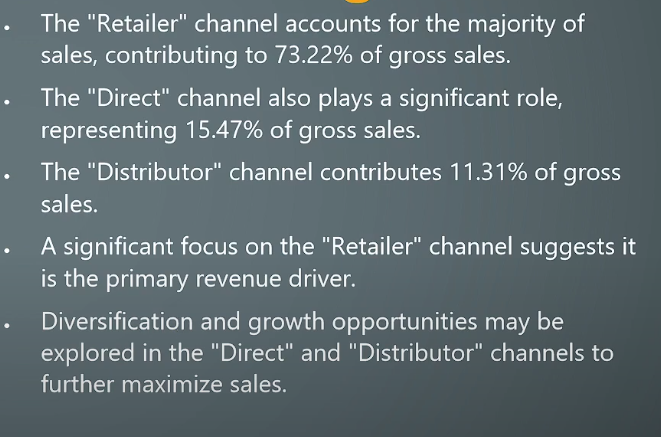 • The "Retailer" channel accounts for the majority of
sales, contributing to 73.22% of gross sales.
• The "Direct" channel also plays a significant role,
representing 15.47% of gross sales.
• The "Distributor" channel contributes 11.31% of gross
sales.
• A significant focus on the "Retailer" channel suggests it
is the primary revenue driver.
• Diversification and growth opportunities may be
explored in the "Direct" and "Distributor" channels to
further maximize sales.